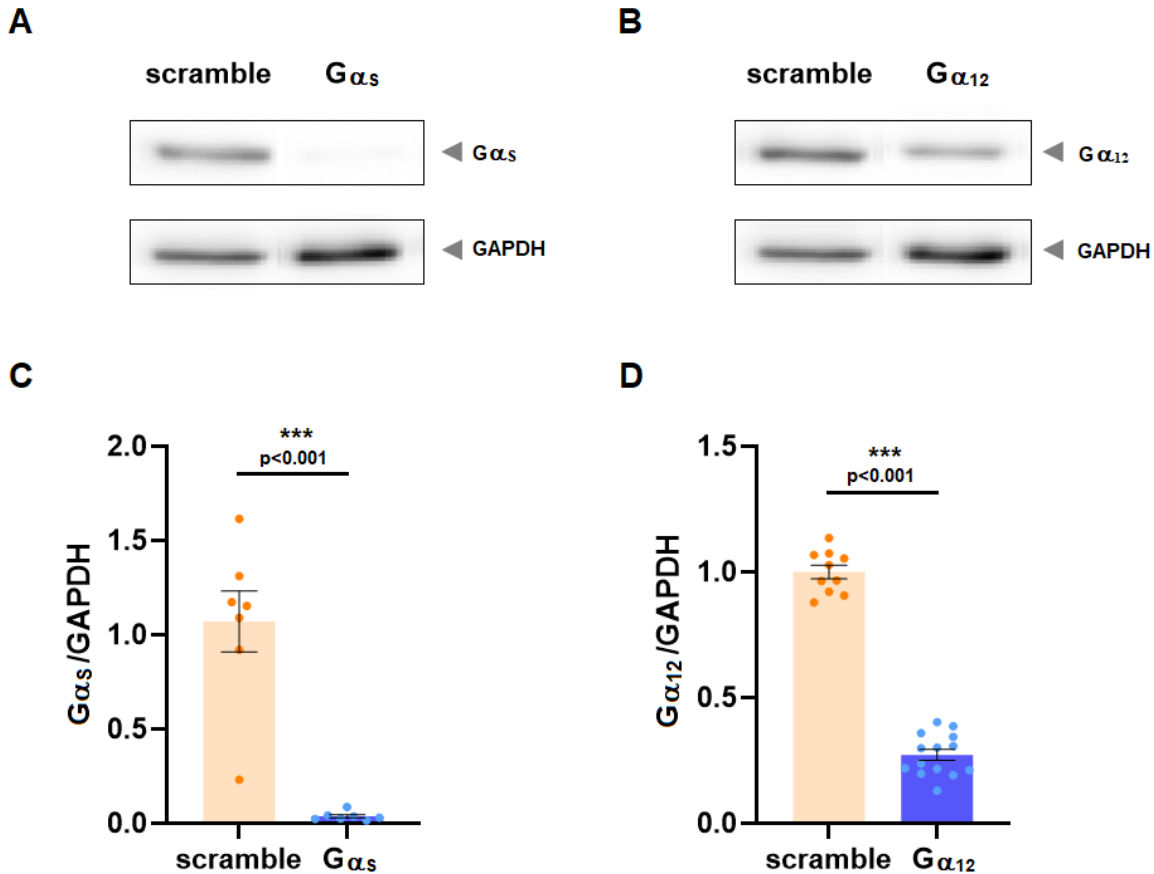 A
B
scramble GαS
scramble Gα12
GαS
Gα12
GAPDH
GAPDH
C
D
2.0
1.5
1.0
0.5
0.0
GαS/GAPDH
***
p<0.001
scramble GαS
1.5
1.0
0.5
0.0
Gα12/GAPDH
***
p<0.001
scramble Gα12